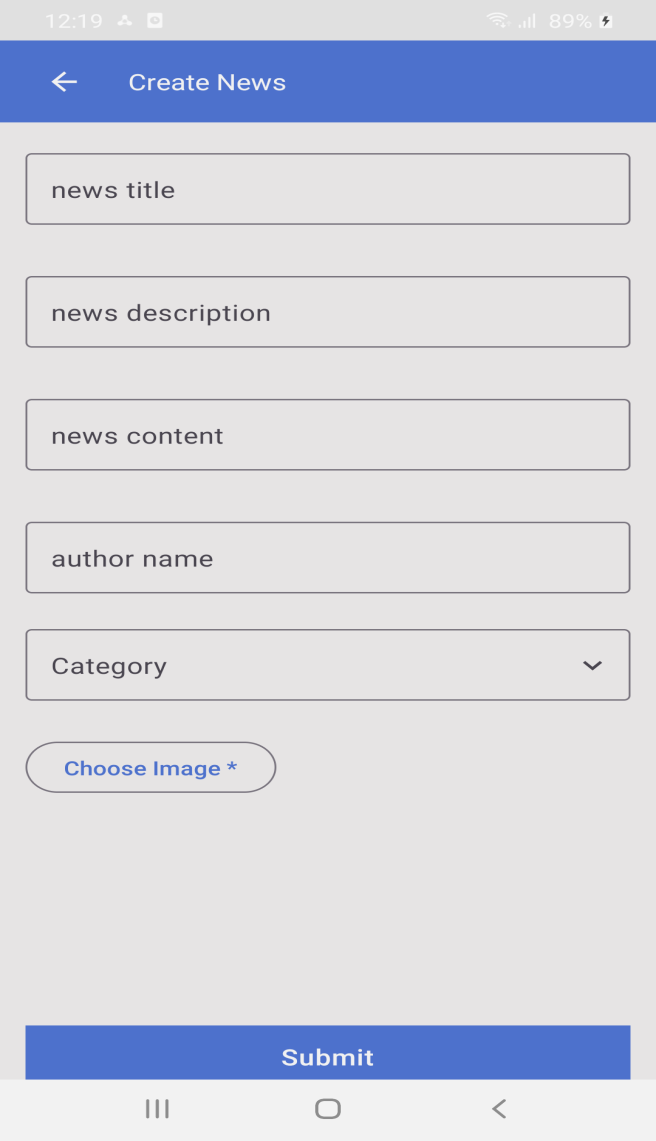 12:19
89%
Create News
news title
news description
news content
author name
Category
Choose Image *
Submit